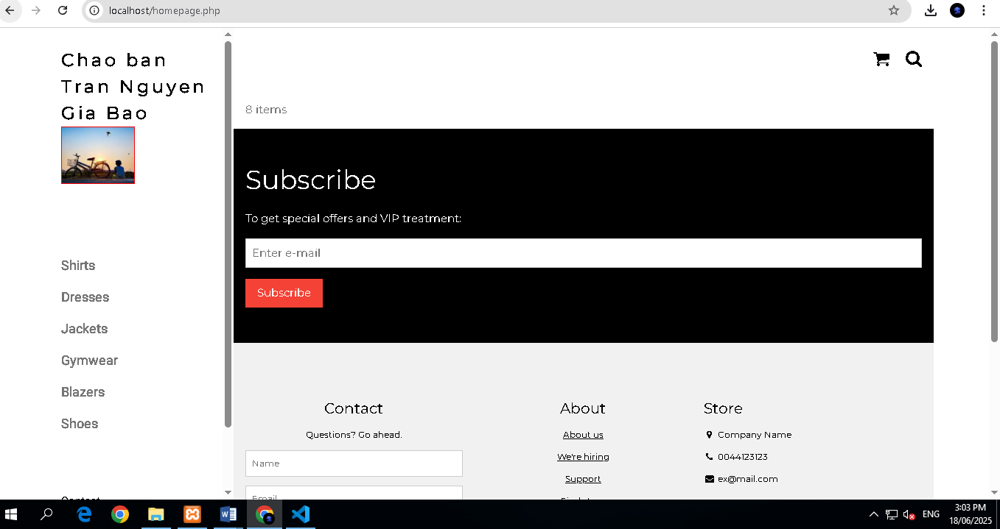 localhost/homepage.php
Chao ban
Tran Nguyen
Gia Bao
Shirts
Dresses
Jackets
Gymwear
Blazers
Shoes
Contact
8 items
Subscribe
To get special offers and VIP treatment:
Enter e-mail
Subscribe
Contact
Questions? Go ahead.
Name
Email
About
About us
We're hiring
Support
Store
Company Name
0044123123
ex@mail.com
ENG
3:03 PM
18/06/2025